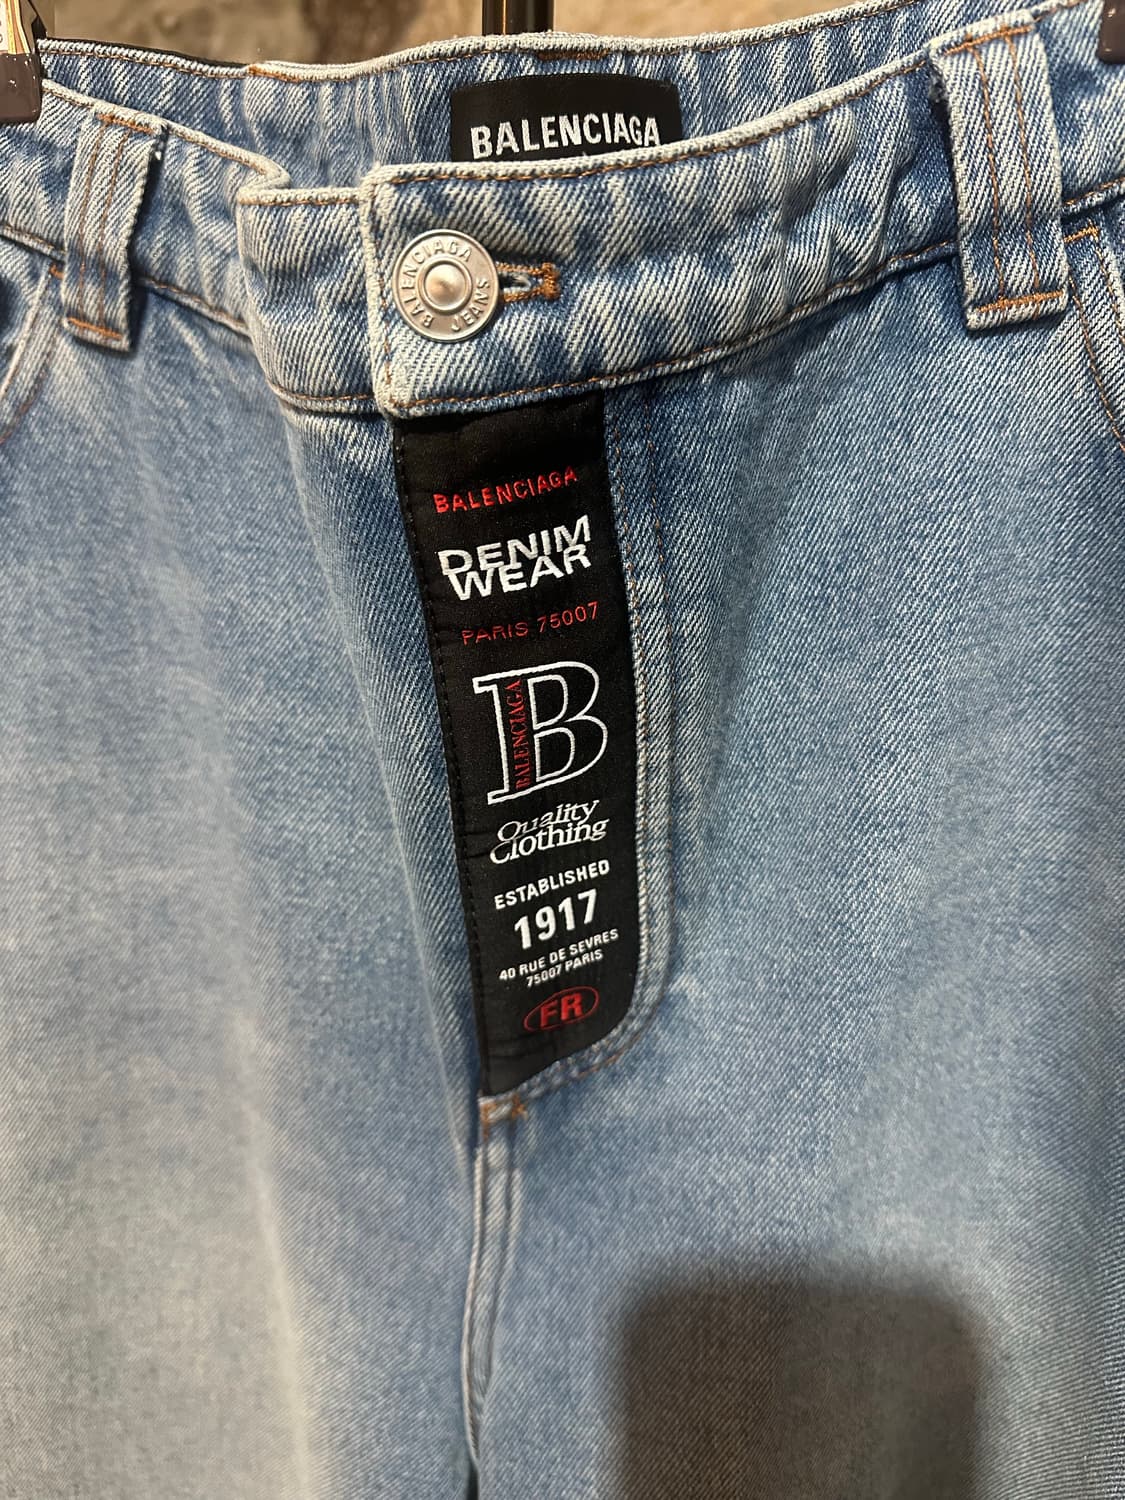 BALENCIAGA
BALENCIAGA
JEANS
BALENCIAGA
DENIM
WEAR
PARIS 75007
B
BALENCIAGA
Quality
Clothing
ESTABLISHED
1917
40 RUE DE SEVRES
75007 PARIS
FR